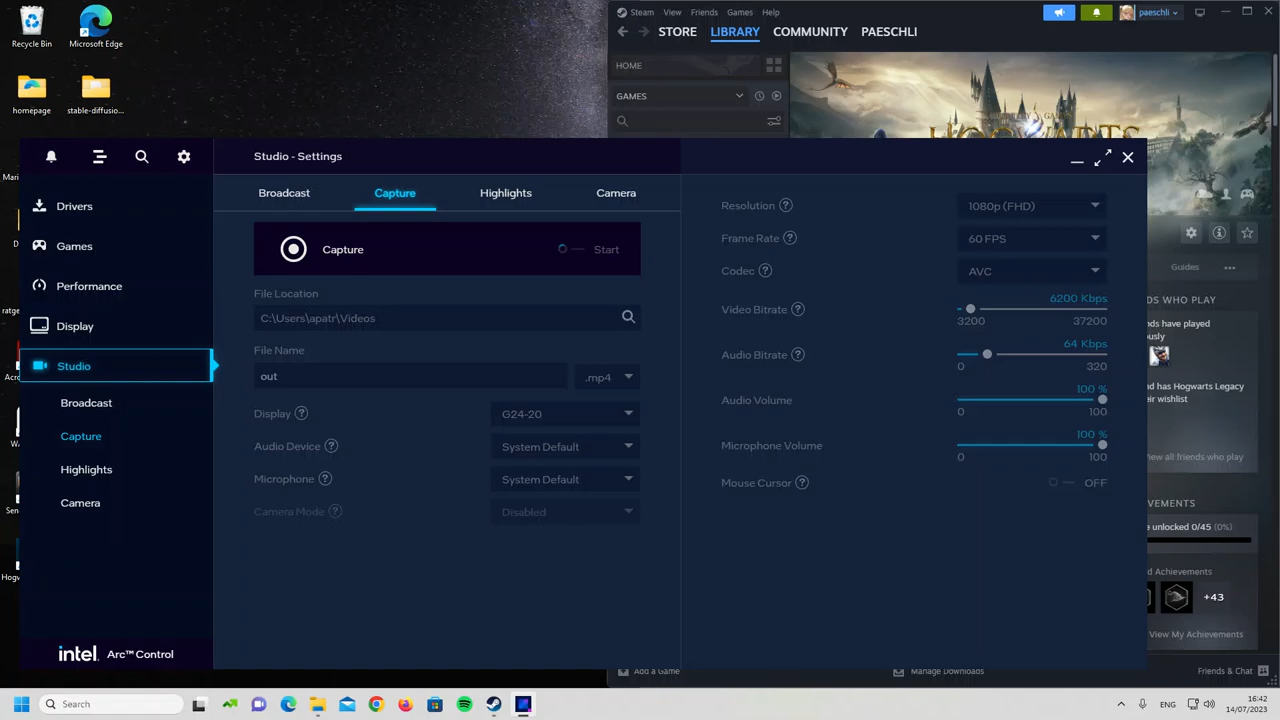 Recycle Bin
Microsoft Edge
homepage
stable-diffusion...
Steam View Friends Games Help
paeschli
STORE LIBRARY COMMUNITY PAESCHLI
HOME
GAMES
Studio - Settings
Drivers
Games
Performance
Display
Studio
Broadcast
Capture
Highlights
Camera
intel. Arc™ Control
Broadcast Capture Highlights Camera
Capture Start
File Location
C:\Users\apatr\Videos
File Name
out .mp4
Display ? G24-20
Audio Device ? System Default
Microphone ? System Default
Camera Mode ? Disabled
Resolution ? 1080p (FHD)
Frame Rate ? 60 FPS
Codec ? AVC
6200 Kbps
Video Bitrate ?
3200 37200
64 Kbps
Audio Bitrate ?
0 320
100 %
Audio Volume
0 100
100 %
Microphone Volume
0 100
Mouse Cursor ? OFF
Guides
NDS WHO PLAY
ds have played
nd has Hogwarts Legacy
eir wishlist
iew all friends who play
EVEMENTS
e unlocked 0/45 (0%)
d Achievements
+43
View My Achievements
Add a Game
Manage Downloads
Friends & Chat
Search
ENG
16:42
14/07/2023